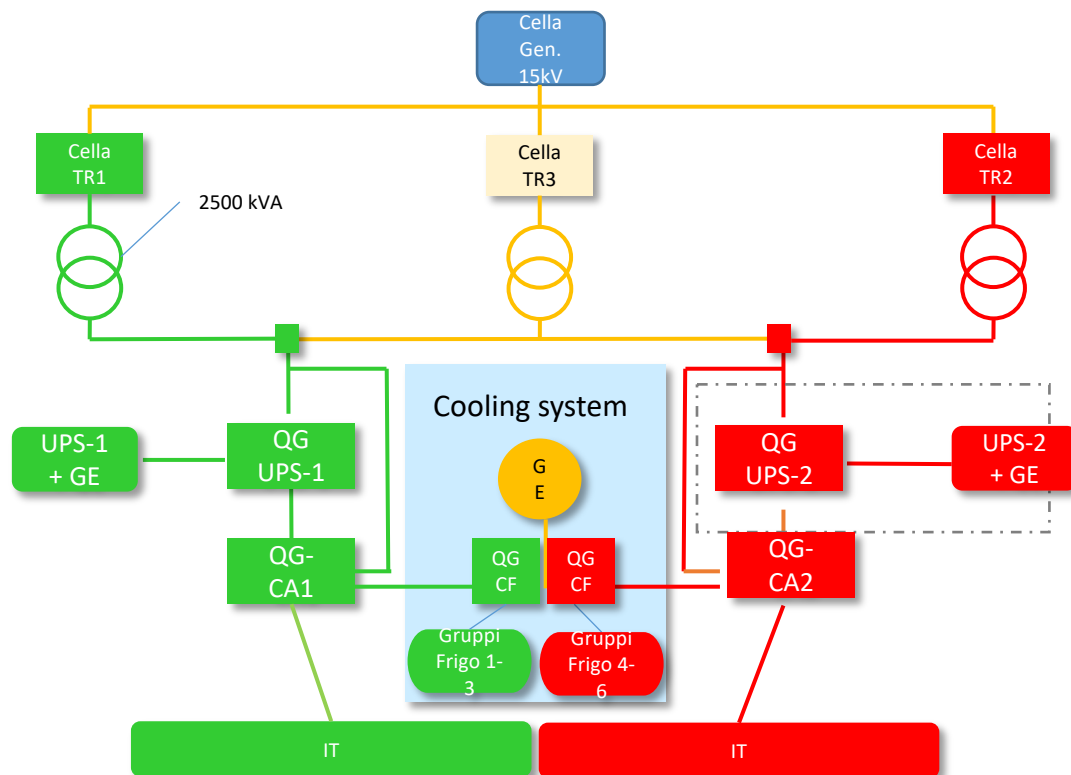 Cella
Gen.
15kV
Cella
TR1
Cella
TR3
Cella
TR2
2500 kVA
Cooling system
UPS-1
+ GE
QG
UPS-1
G
E
QG
UPS-2
UPS-2
+ GE
QG-
CA1
QG
CF
QG
CF
QG-
CA2
Gruppi
Frigo 1-
3
Gruppi
Frigo 4-
6
IT
IT